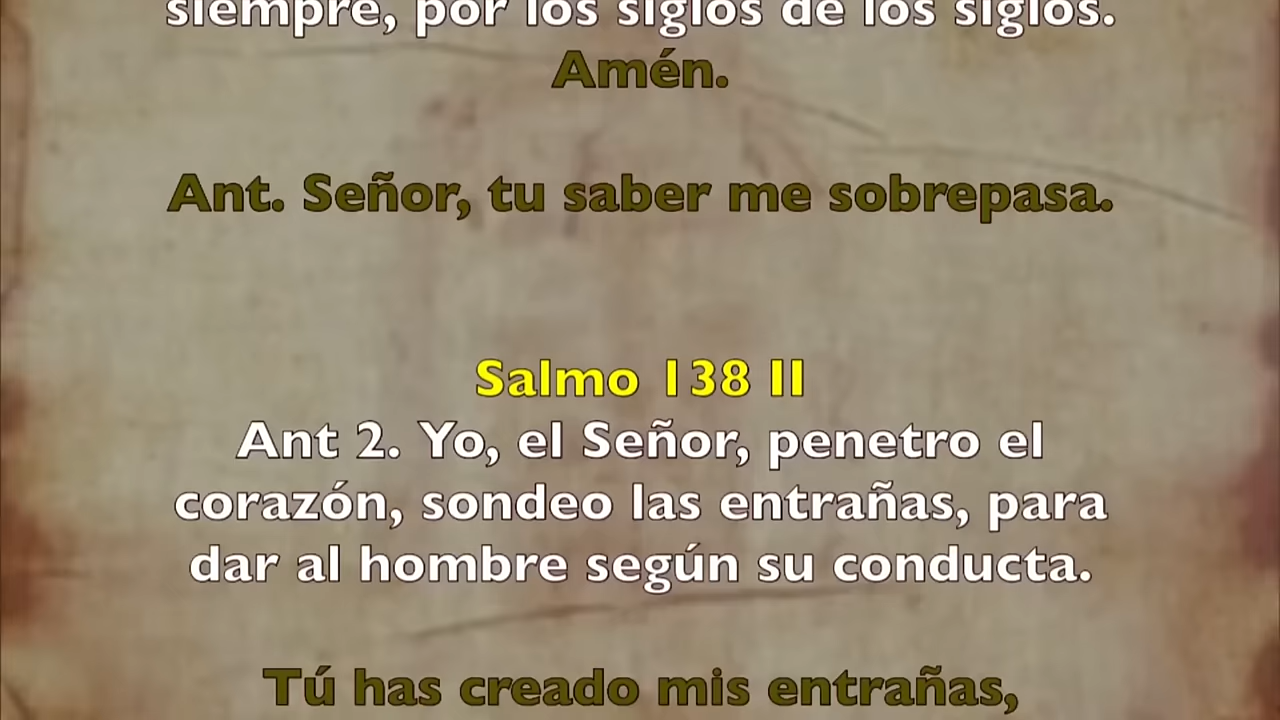 siempre, por los siglos de los siglos.
Amén.
Ant. Señor, tu saber me sobrepasa.
Salmo 138 II
Ant 2. Yo, el Señor, penetro el
corazón, sondeo las entrañas, para
dar al hombre según su conducta.
Tú has creado mis entrañas,